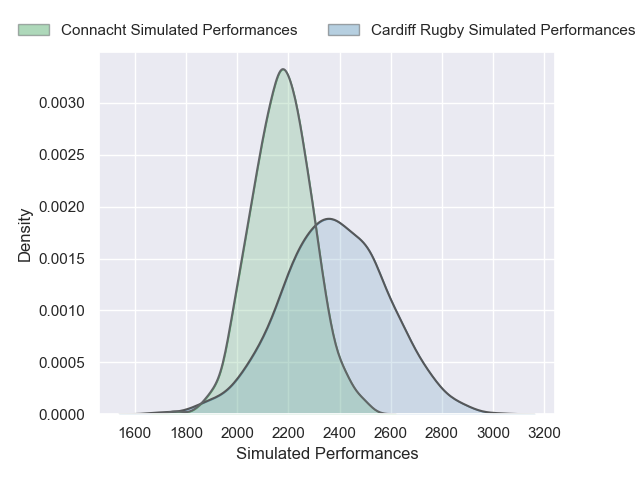 Connacht Simulated Performances Cardiff Rugby Simulated Performances
0.0030
0.0025
0.0020
0.0015
0.0010
0.0005
0.0000
Density
1600 1800 2000 2200 2400 2600 2800 3000 3200
Simulated Performances